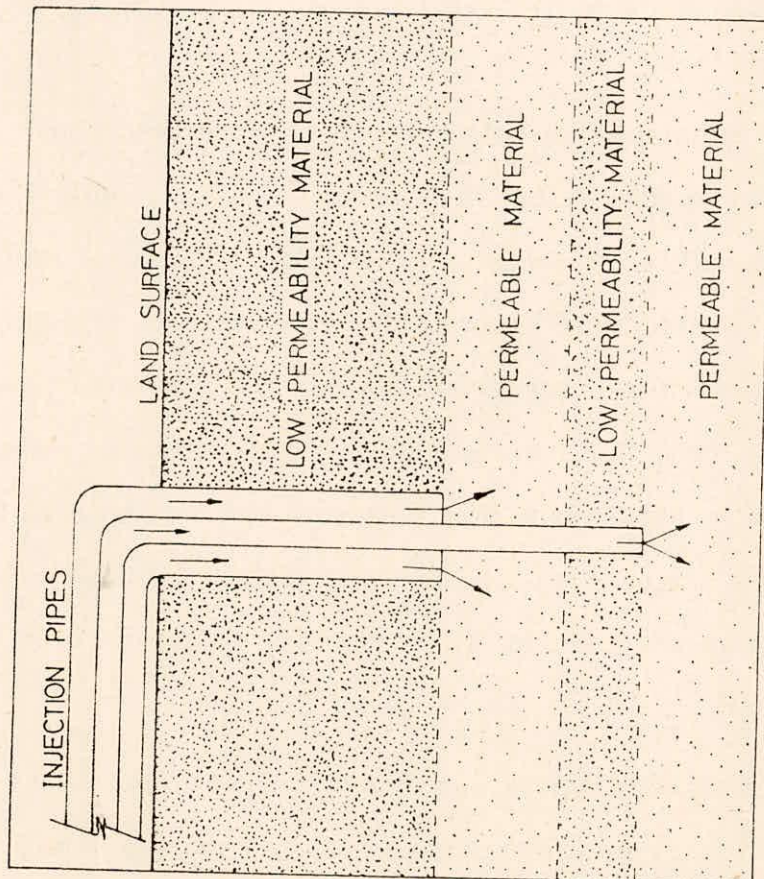 INJECTION PIPES
LAND SURFACE
LOW PERMEABILITY MATERIAL
PERMEABLE MATERIAL
LOW PERMEABILITY MATERIAL
PERMEABLE MATERIAL